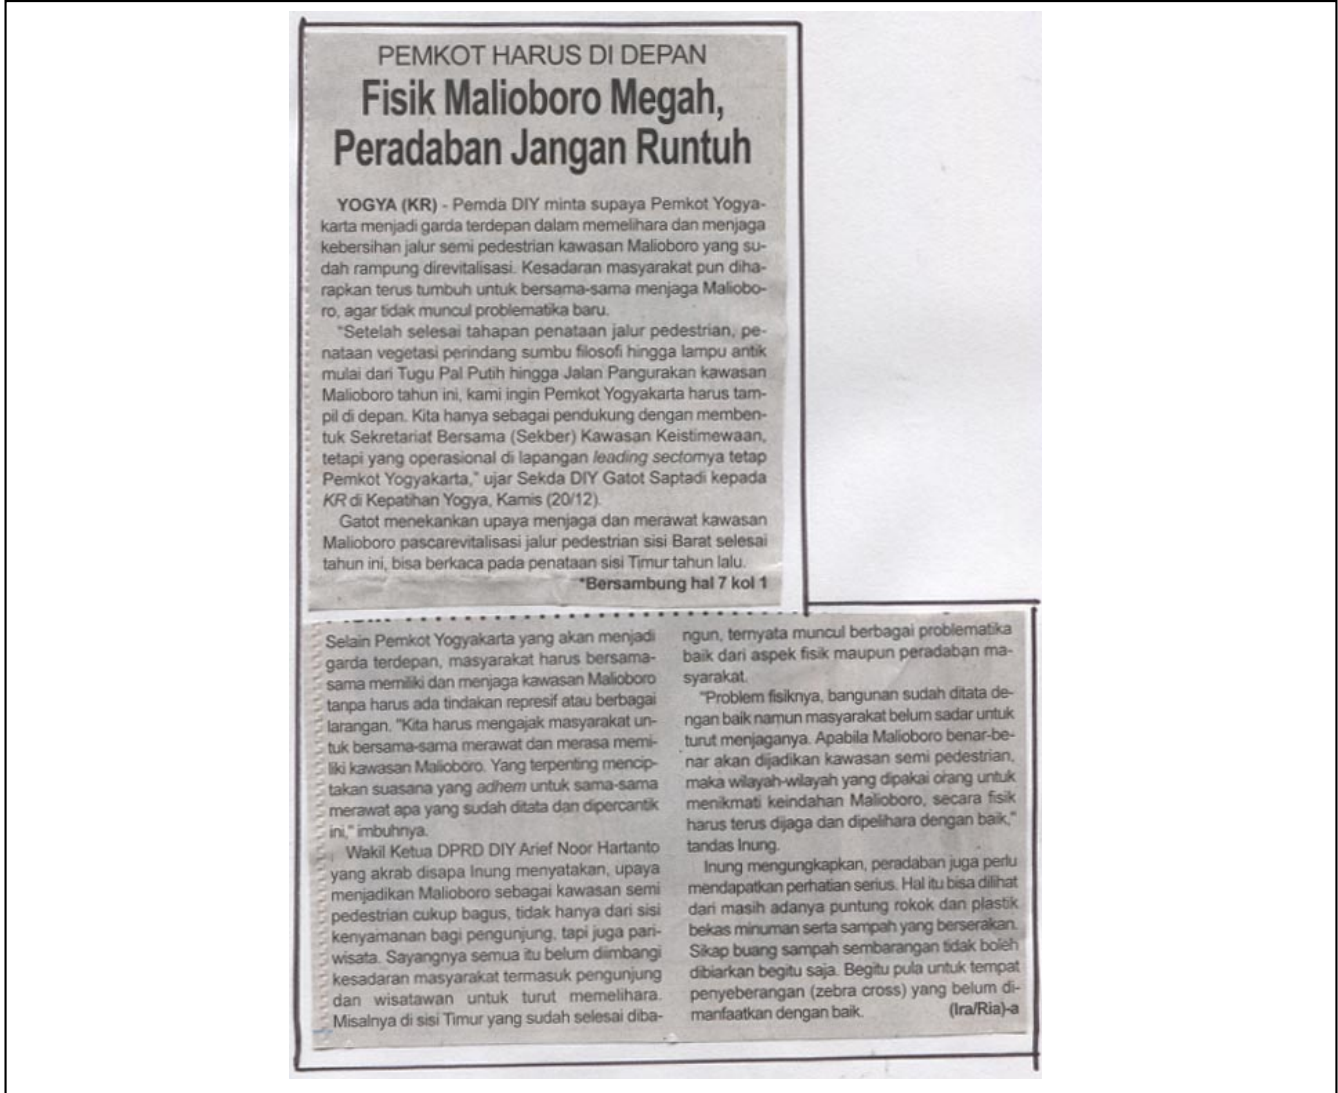 PEMKOT HARUS DI DEPAN
Fisik Malioboro Megah,
Peradaban Jangan Runtuh
YOGYA (KR) - Pemda DIY minta supaya Pemkot Yogya-
karta menjadi garda terdepan dalam memelihara dan menjaga
kebersihan jalur semi pedestrian kawasan Malioboro yang su-
dah rampung direvitalisasi. Kesadaran masyarakat pun diha-
rapkan terus tumbuh untuk bersama-sama menjaga Maliobo-
ro, agar tidak muncul problematika baru.
"Setelah selesai tahapan penataan jalur pedestrian, pe-
nataan vegetasi perindang sumbu filosofi hingga lampu antik
mulai dari Tugu Pal Putih hingga Jalan Pangurakan kawasan
Malioboro tahun ini, kami ingin Pemkot Yogyakarta harus tam-
pil di depan. Kita hanya sebagai pendukung dengan memben-
tuk Sekretariat Bersama (Sekber) Kawasan Keistimewaan,
tetapi yang operasional di lapangan leading sectornya tetap
Pemkot Yogyakarta," ujar Sekda DIY Gatot Saptadi kepada
KR di Kepatihan Yogya, Kamis (20/12).
Gatot menekankan upaya menjaga dan merawat kawasan
Malioboro pascarevitalisasi jalur pedestrian sisi Barat selesai
tahun ini, bisa berkaca pada penataan sisi Timur tahun lalu.
*Bersambung hal 7 kol 1
Selain Pemkot Yogyakarta yang akan menjadi
garda terdepan, masyarakat harus bersama-
sama memiliki dan menjaga kawasan Malioboro
tanpa harus ada tindakan represif atau berbagai
larangan. "Kita harus mengajak masyarakat un-
tuk bersama-sama merawat dan merasa memi-
liki kawasan Malioboro. Yang terpenting mencip-
takan suasana yang adhem untuk sama-sama
merawat apa yang sudah ditata dan dipercantik
ini," imbuhnya.
Wakil Ketua DPRD DIY Arief Noor Hartanto
yang akrab disapa Inung menyatakan, upaya
menjadikan Malioboro sebagai kawasan semi
pedestrian cukup bagus, tidak hanya dari sisi
kenyamanan bagi pengunjung, tapi juga pari-
wisata. Sayangnya semua itu belum diimbangi
kesadaran masyarakat termasuk pengunjung
dan wisatawan untuk turut memelihara.
Misalnya di sisi Timur yang sudah selesai diba-
ngun, ternyata muncul berbagai problematika
baik dari aspek fisik maupun peradaban ma-
syarakat.
"Problem fisiknya, bangunan sudah ditata de-
ngan baik namun masyarakat belum sadar untuk
turut menjaganya. Apabila Malioboro benar-be-
nar akan dijadikan kawasan semi pedestrian,
maka wilayah-wilayah yang dipakai orang untuk
menikmati keindahan Malioboro, secara fisik
harus terus dijaga dan dipelihara dengan baik,"
tandas Inung.
Inung mengungkapkan, peradaban juga perlu
mendapatkan perhatian serius. Hal itu bisa dilihat
dari masih adanya puntung rokok dan plastik
bekas minuman serta sampah yang berserakan.
Sikap buang sampah sembarangan tidak boleh
dibiarkan begitu saja. Begitu pula untuk tempat
penyeberangan (zebra cross) yang belum di-
manfaatkan dengan baik. (Ira/Ria)-a